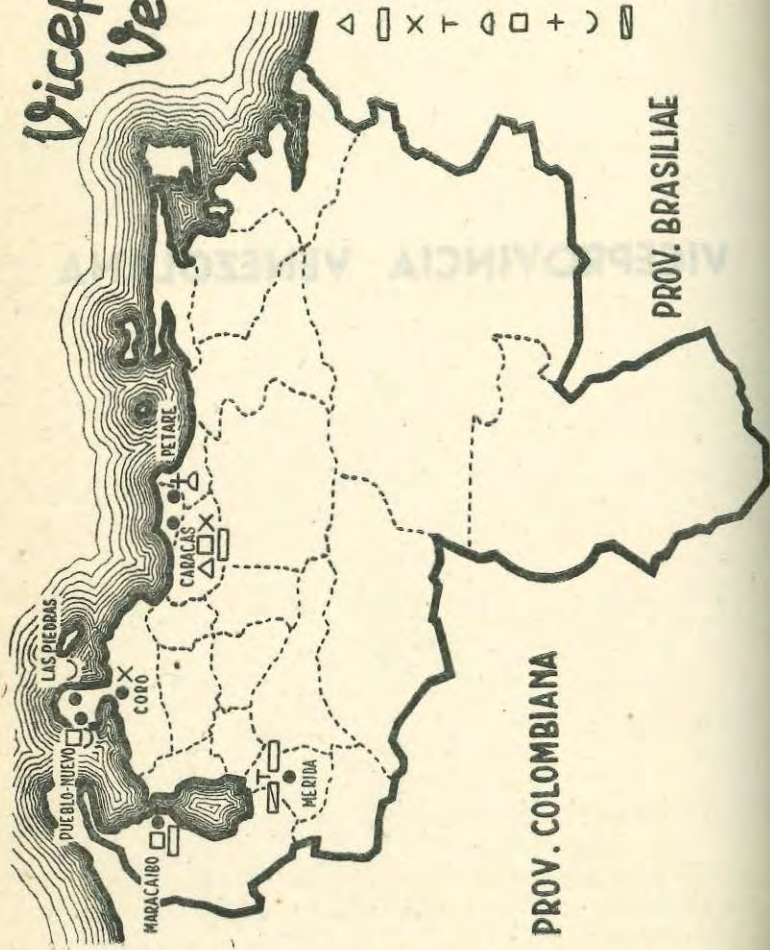 Vicep
Ve
LAS PIEDRAS
PUEBLO-NUEVO
CORO
MARACAIBO
MERIDA
CARACAS
PETARE
PROV. COLOMBIANA
PROV. BRASILIAE
VICEPROVINCIA VENEZOLANA